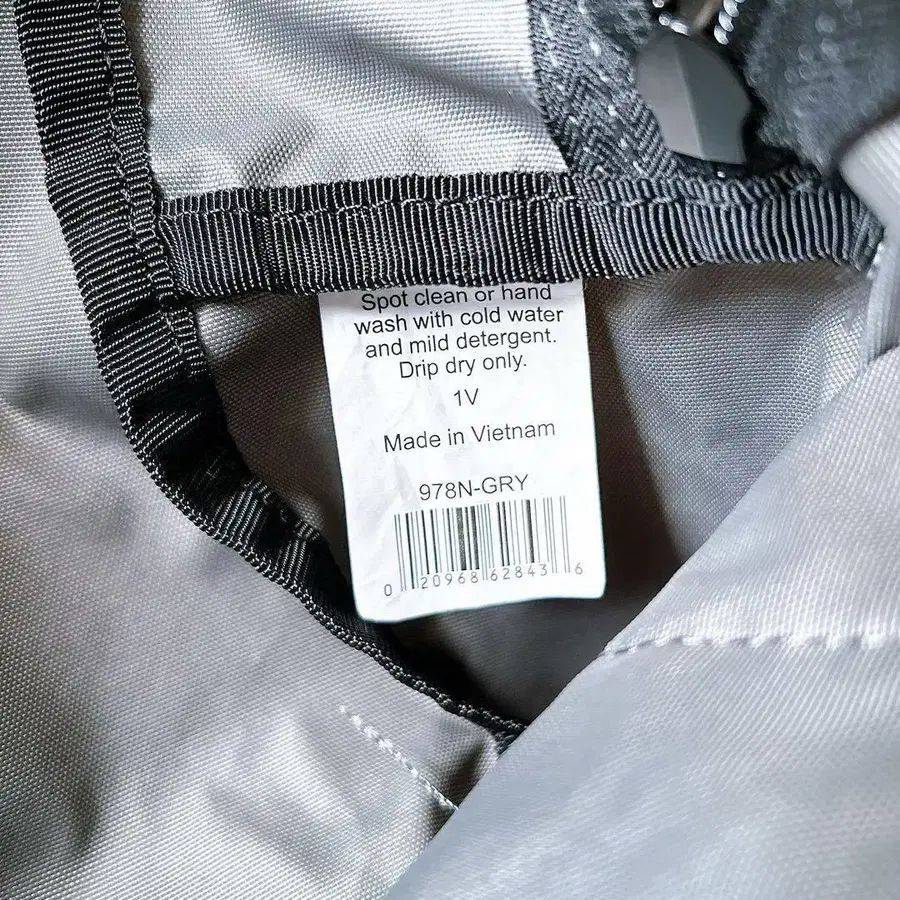 Spot clean or hand
wash with cold water
and mild detergent.
Drip dry only.
1V
Made in Vietnam
978N-GRY
0 20968 62843 6